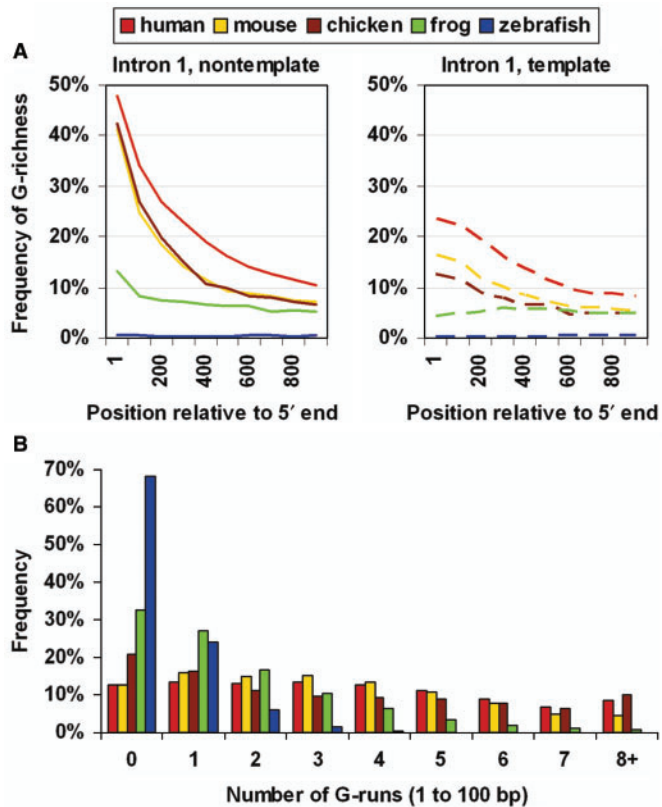 human mouse chicken frog zebrafish
A
Intron 1, nontemplate Intron 1, template
Frequency of G-richness
50% 50%
40% 40%
30% 30%
20% 20%
10% 10%
0% 0%
1 200 400 600 800 1 200 400 600 800
Position relative to 5′ end Position relative to 5′ end
B
Frequency
70%
60%
50%
40%
30%
20%
10%
0%
0 1 2 3 4 5 6 7 8+
Number of G-runs (1 to 100 bp)